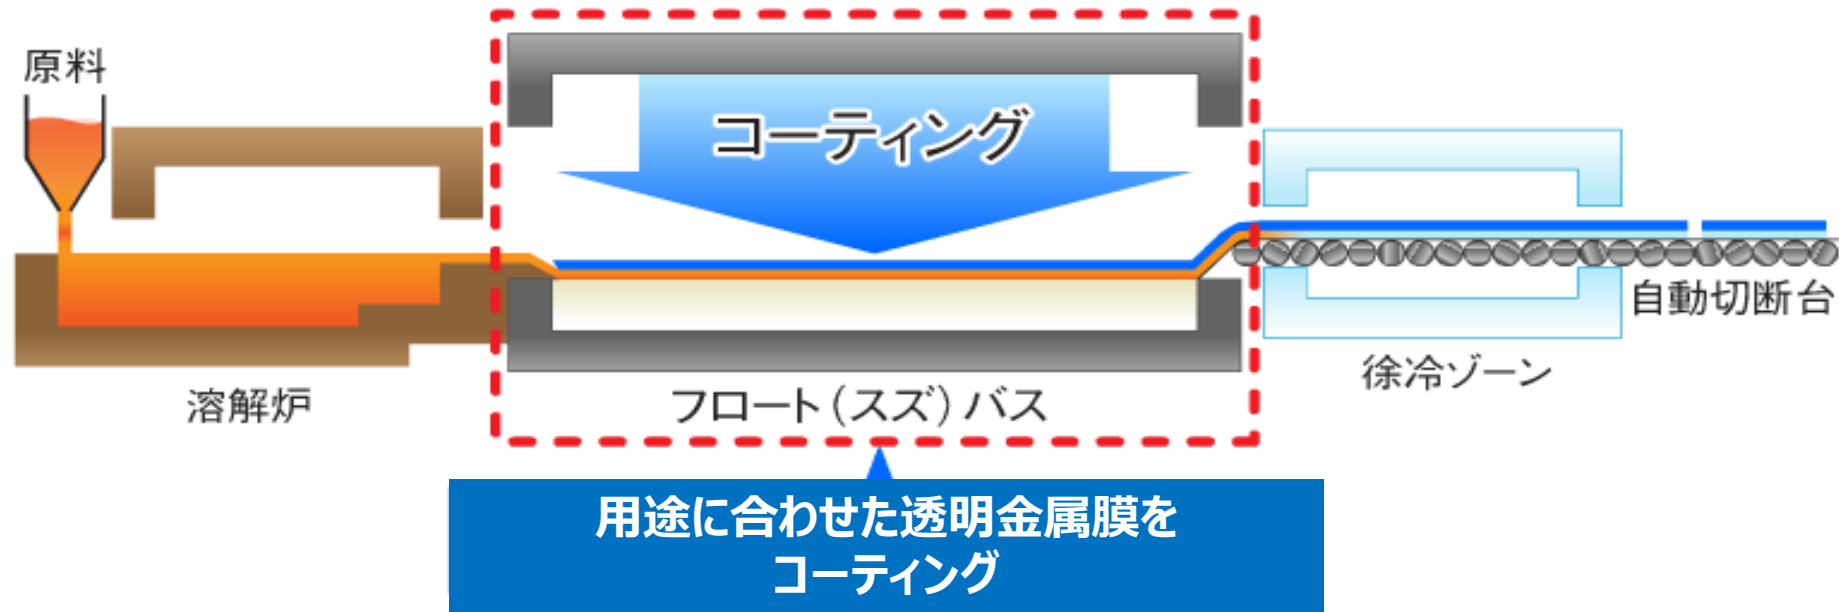 原料
コーティング
溶解炉
フロート（スズ）バス
徐冷ゾーン
自動切断台
用途に合わせた透明金属膜を
コーティング